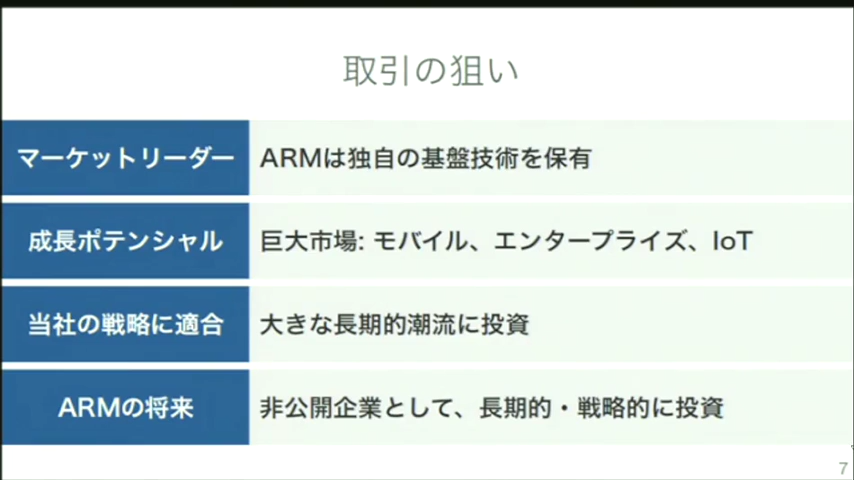 取引の狙い
マーケットリーダー ARMは独自の基盤技術を保有
成長ポテンシャル 巨大市場: モバイル、エンタープライズ、IoT
当社の戦略に適合 大きな長期的潮流に投資
ARMの将来 非公開企業として、長期的・戦略的に投資
7